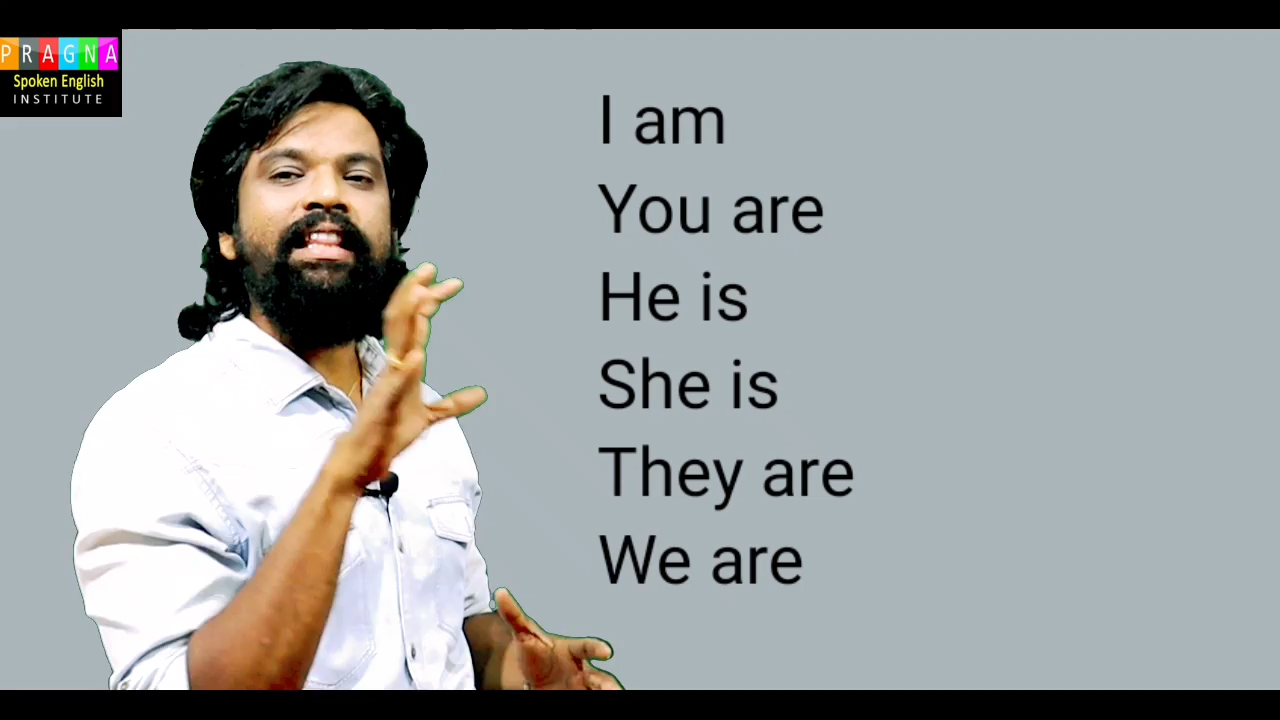 PRAGNA
Spoken English
INSTITUTE
I am
You are
He is
She is
They are
We are